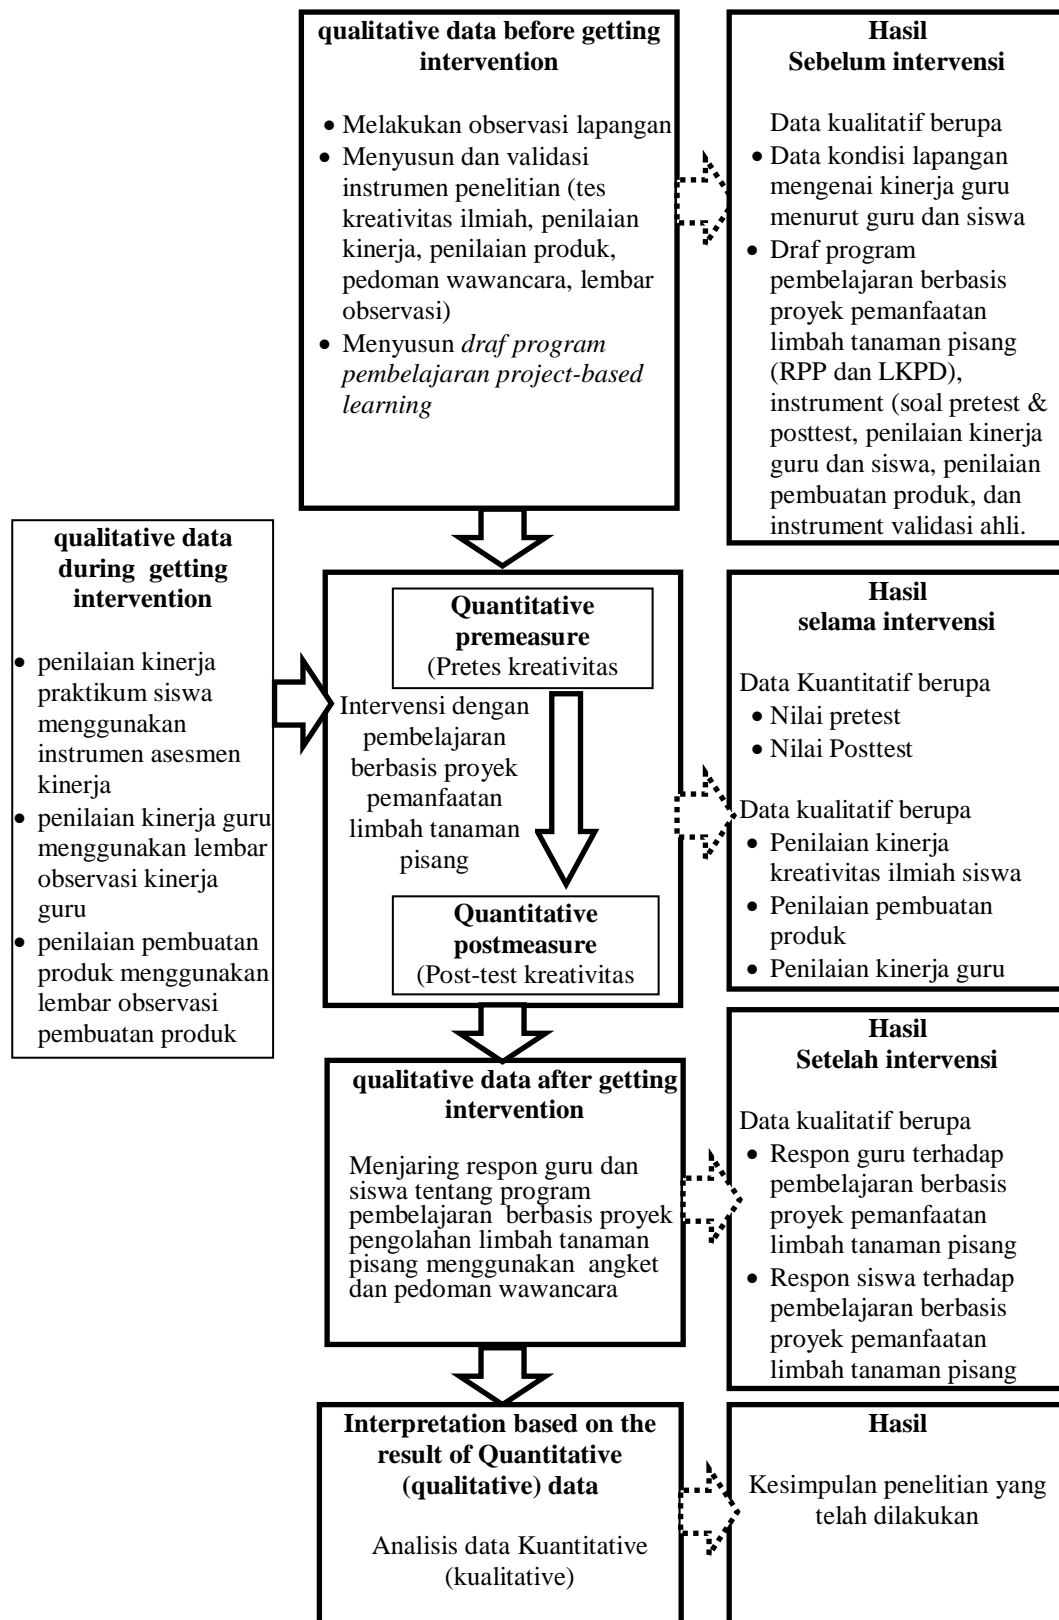 qualitative data before getting
intervention
• Melakukan observasi lapangan
• Menyusun dan validasi
instrumen penelitian (tes
kreativitas ilmiah, penilaian
kinerja, penilaian produk,
pedoman wawancara, lembar
observasi)
• Menyusun draf program
pembelajaran project-based
learning
Hasil
Sebelum intervensi
Data kualitatif berupa
• Data kondisi lapangan
mengenai kinerja guru
menurut guru dan siswa
• Draf program
pembelajaran berbasis
proyek pemanfaatan
limbah tanaman pisang
(RPP dan LKPD),
instrument (soal pretest &
posttest, penilaian kinerja
guru dan siswa, penilaian
pembuatan produk, dan
instrument validasi ahli.
qualitative data
during getting
intervention
• penilaian kinerja
praktikum siswa
menggunakan
instrumen asesmen
kinerja
• penilaian kinerja guru
menggunakan lembar
observasi kinerja
guru
• penilaian pembuatan
produk menggunakan
lembar observasi
pembuatan produk
Quantitative
premeasure
(Pretes kreativitas
Intervensi dengan
pembelajaran
berbasis proyek
pemanfaatan
limbah tanaman
pisang
Quantitative
postmeasure
(Post-test kreativitas
Hasil
selama intervensi
Data Kuantitatif berupa
• Nilai pretest
• Nilai Posttest
Data kualitatif berupa
• Penilaian kinerja
kreativitas ilmiah siswa
• Penilaian pembuatan
produk
• Penilaian kinerja guru
qualitative data after getting
intervention
Menjaring respon guru dan
siswa tentang program
pembelajaran berbasis proyek
pengolahan limbah tanaman
pisang menggunakan angket
dan pedoman wawancara
Hasil
Setelah intervensi
Data kualitatif berupa
• Respon guru terhadap
pembelajaran berbasis
proyek pemanfaatan
limbah tanaman pisang
• Respon siswa terhadap
pembelajaran berbasis
proyek pemanfaatan
limbah tanaman pisang
Interpretation based on the
result of Quantitative
(qualitative) data
Analisis data Kuantitative
(kualitative)
Hasil
Kesimpulan penelitian yang
telah dilakukan